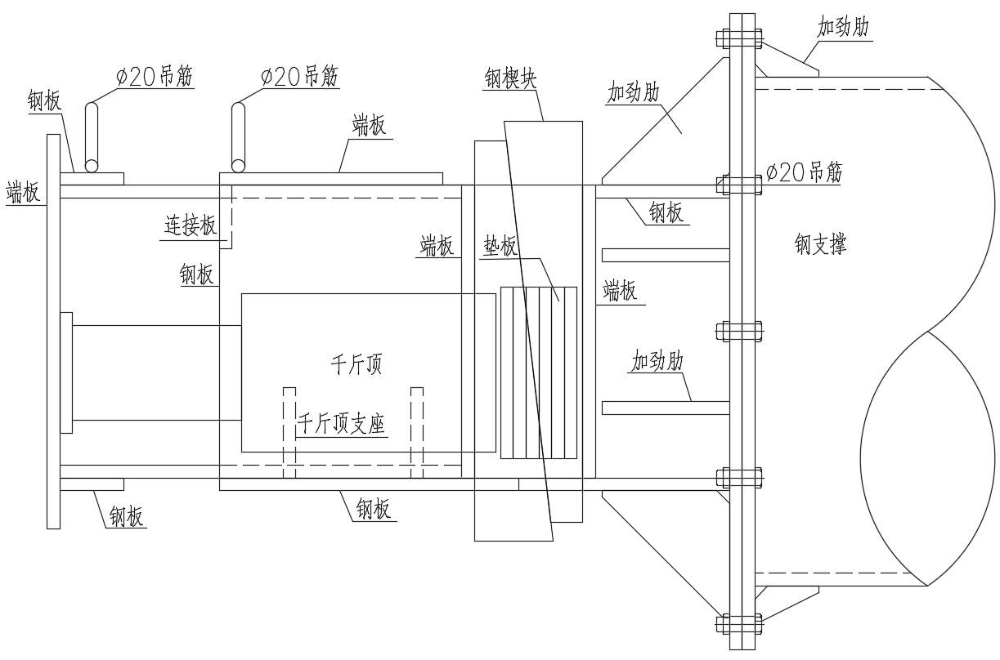 加劲肋
ø20吊筋
ø20吊筋
钢楔块
钢板
加劲肋
端板
ø20吊筋
端板
钢板
连接板
端板
垫板
钢支撑
钢板
端板
千斤顶
加劲肋
千斤顶支座
钢板
钢板